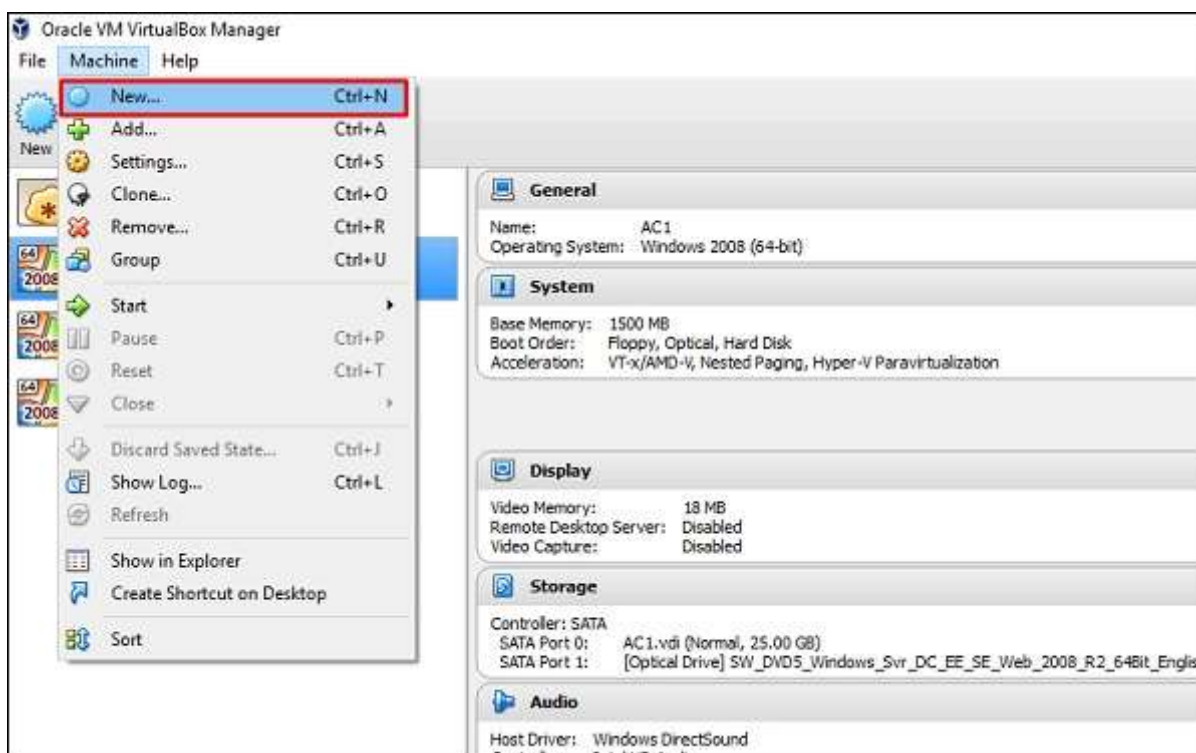 Oracle VM VirtualBox Manager
File Machine Help
New
New... Ctrl+N
Add... Ctrl+A
Settings... Ctrl+S
Clone... Ctrl+O
Remove... Ctrl+R
Group Ctrl+U
Start
Pause Ctrl+P
Reset Ctrl+T
Close
Discard Saved State... Ctrl+J
Show Log... Ctrl+L
Refresh
Show in Explorer
Create Shortcut on Desktop
Sort
64
2008
64
2008
64
2008
General
Name: AC1
Operating System: Windows 2008 (64-bit)
System
Base Memory: 1500 MB
Boot Order: Floppy, Optical, Hard Disk
Acceleration: VT-x/AMD-V, Nested Paging, Hyper-V Paravirtualization
Display
Video Memory: 18 MB
Remote Desktop Server: Disabled
Video Capture: Disabled
Storage
Controller: SATA
SATA Port 0: AC1.vdi (Normal, 25.00 GB)
SATA Port 1: [Optical Drive] SW_DVD5_Windows_Svr_DC_EE_SE_Web_2008_R2_64Bit_Englis
Audio
Host Driver: Windows DirectSound